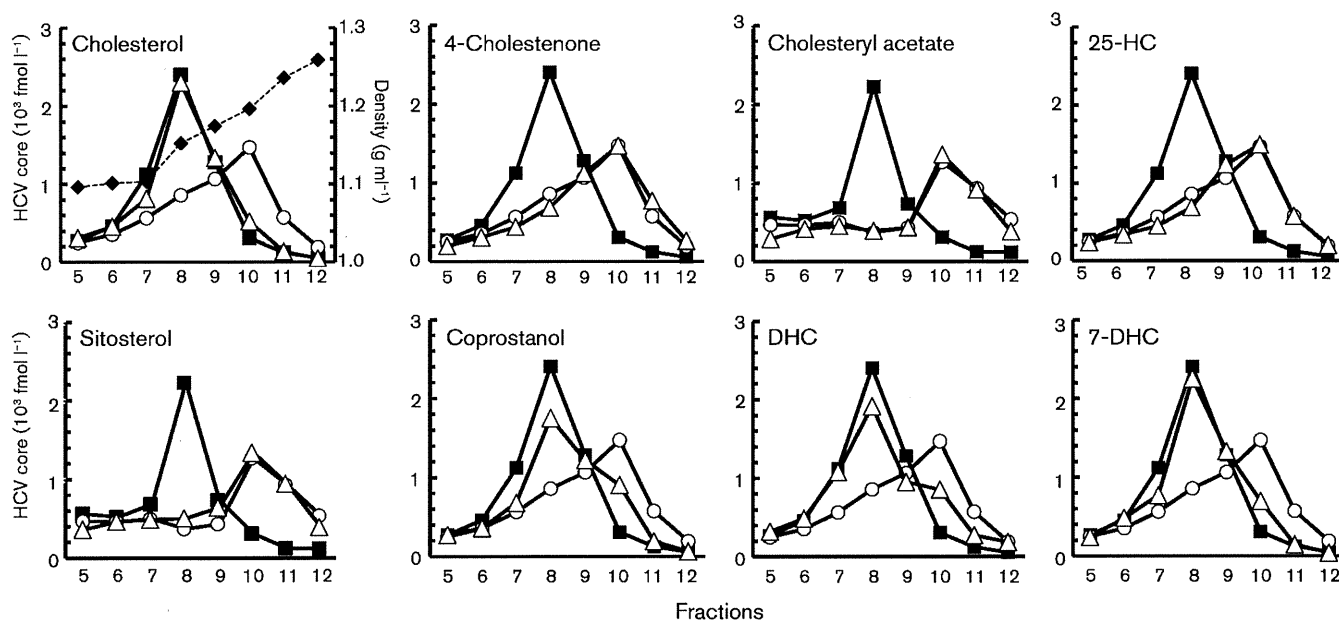 Cholesterol
4-Cholestenone
Cholesteryl acetate
25-HC
HCV core (10³ fmol l⁻¹)
3
2
1
0
1.3
1.2
1.1
1.0
Density (g ml⁻¹)
3
2
1
0
3
2
1
0
3
2
1
0
5 6 7 8 9 10 11 12
5 6 7 8 9 10 11 12
5 6 7 8 9 10 11 12
5 6 7 8 9 10 11 12
Sitosterol
Coprostanol
DHC
7-DHC
HCV core (10³ fmol l⁻¹)
3
2
1
0
3
2
1
0
3
2
1
0
3
2
1
0
5 6 7 8 9 10 11 12
5 6 7 8 9 10 11 12
5 6 7 8 9 10 11 12
5 6 7 8 9 10 11 12
Fractions